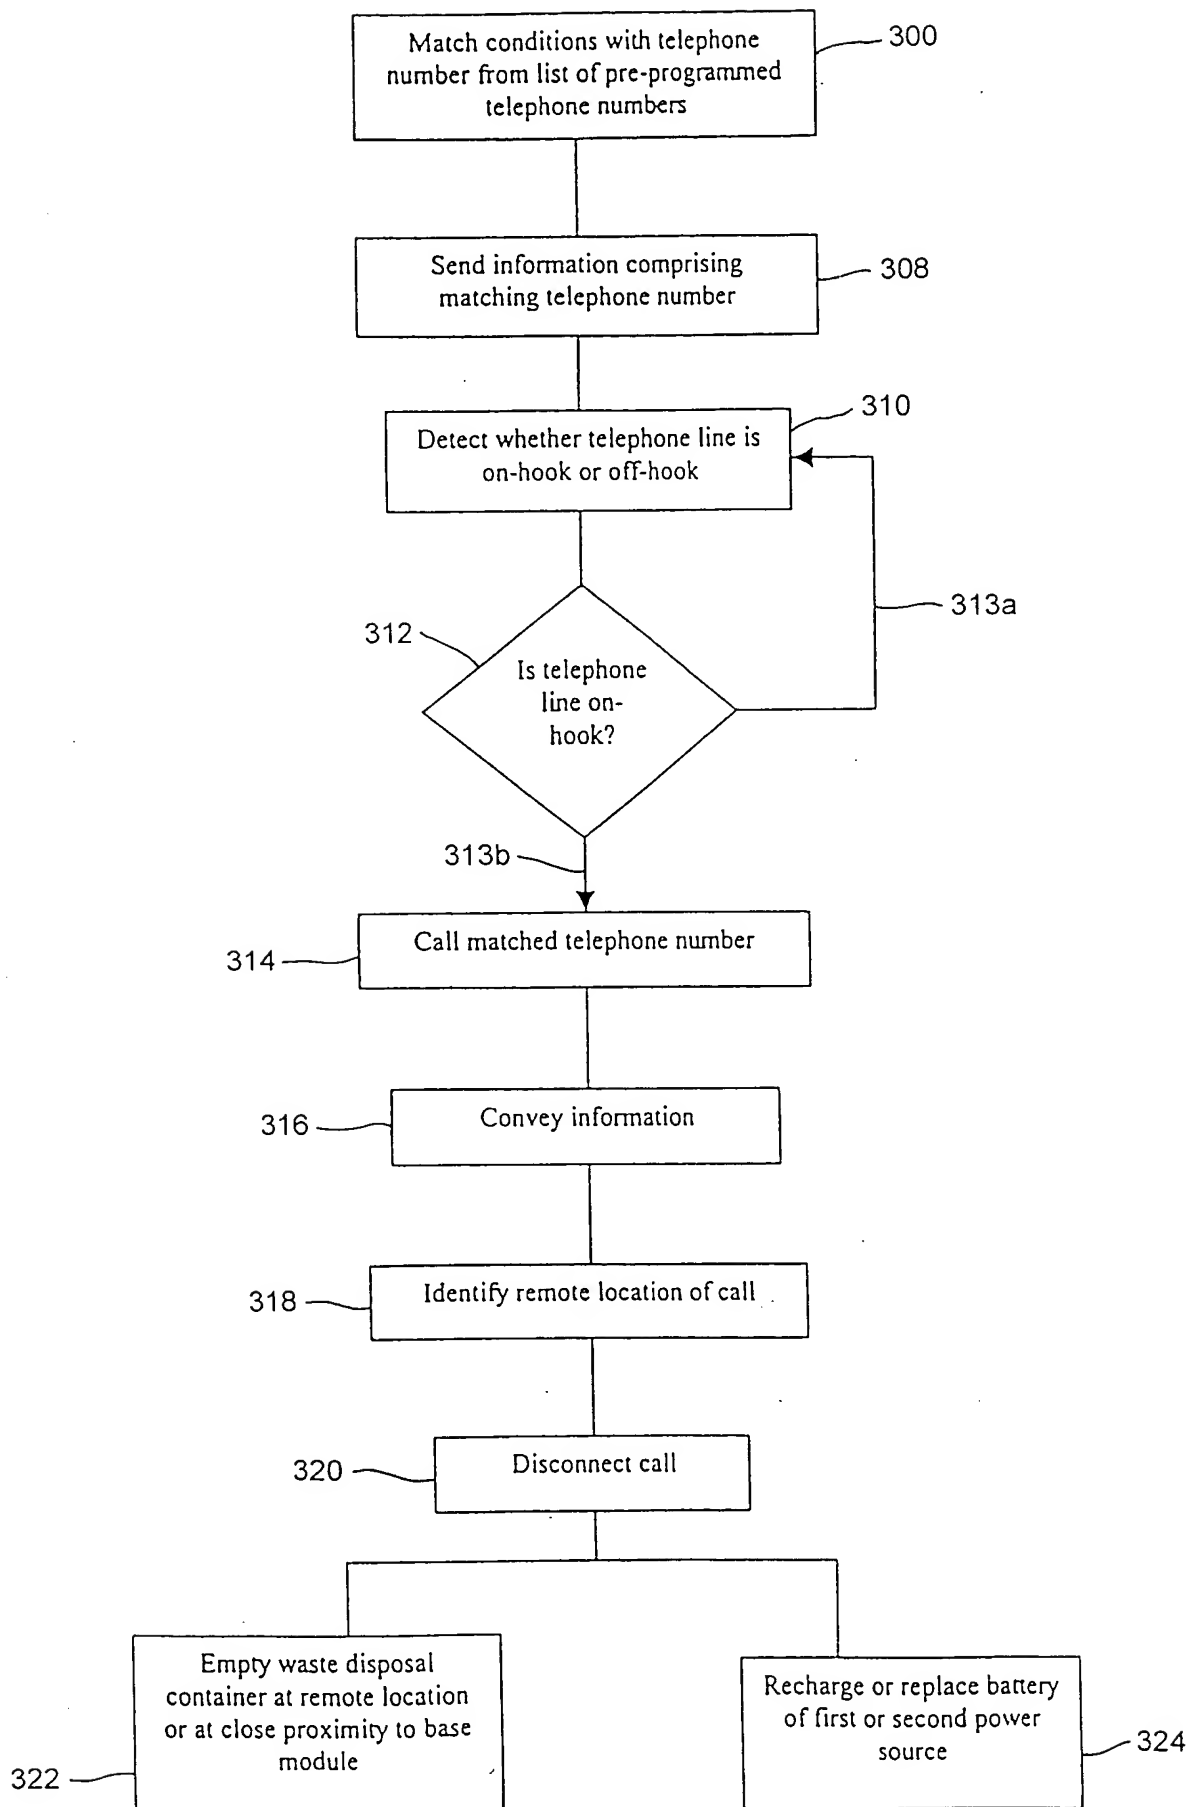 Match conditions with telephone
number from list of pre-programmed
telephone numbers
300
Send information comprising
matching telephone number
308
310
Detect whether telephone line is
on-hook or off-hook
313a
312
Is telephone
line on-
hook?
313b
Call matched telephone number
314
Convey information
316
Identify remote location of call
318
Disconnect call
320
Empty waste disposal
container at remote location
or at close proximity to base
module
322
Recharge or replace battery
of first or second power
source
324